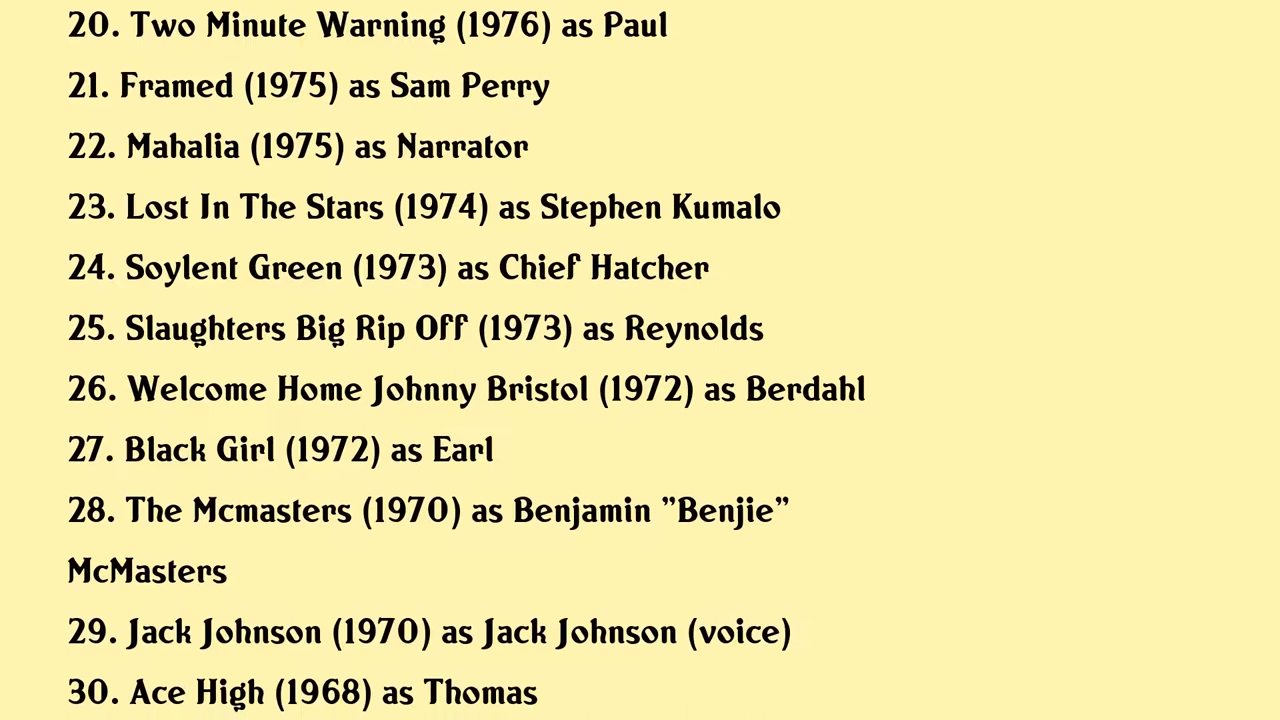 20. Two Minute Warning (1976) as Paul
21. Framed (1975) as Sam Perry
22. Mahalia (1975) as Narrator
23. Lost In The Stars (1974) as Stephen Kumalo
24. Soylent Green (1973) as Chief Hatcher
25. Slaughters Big Rip Off (1973) as Reynolds
26. Welcome Home Johnny Bristol (1972) as Berdahl
27. Black Girl (1972) as Earl
28. The Mcmasters (1970) as Benjamin ”Benjie”
McMasters
29. Jack Johnson (1970) as Jack Johnson (voice)
30. Ace High (1968) as Thomas